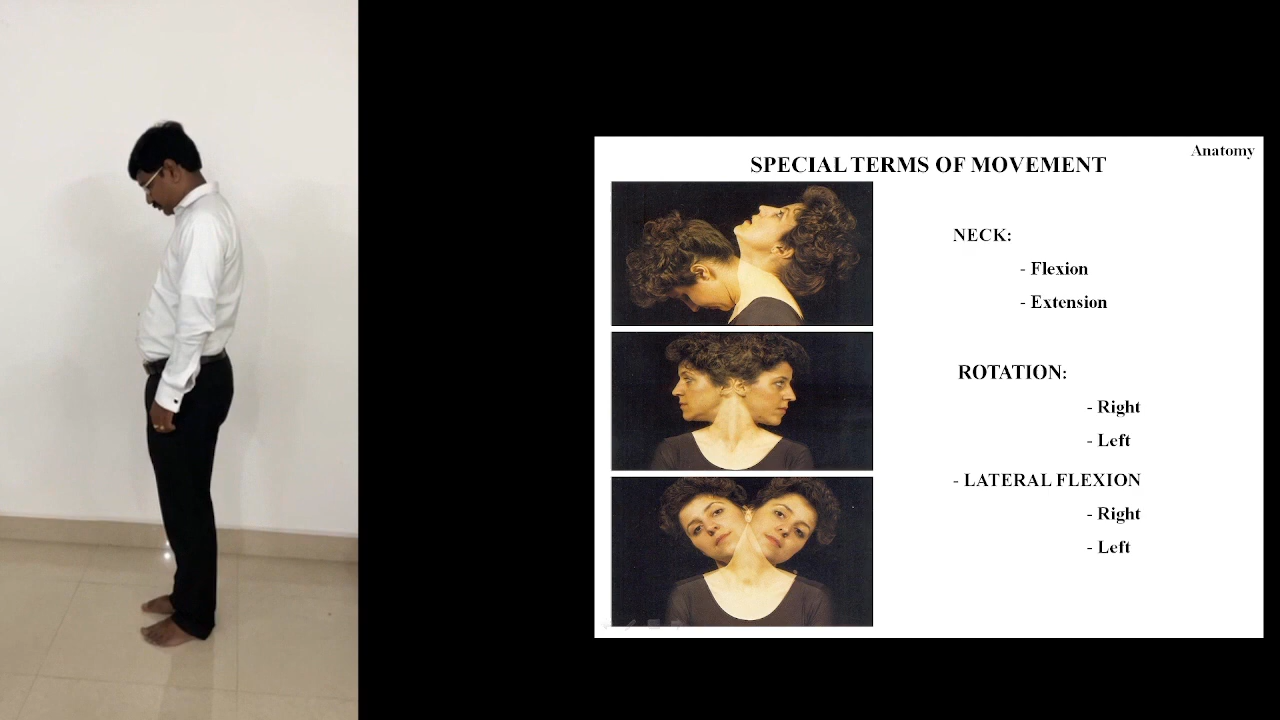 Anatomy
SPECIAL TERMS OF MOVEMENT
NECK:
- Flexion
- Extension
ROTATION:
- Right
- Left
- LATERAL FLEXION
- Right
- Left